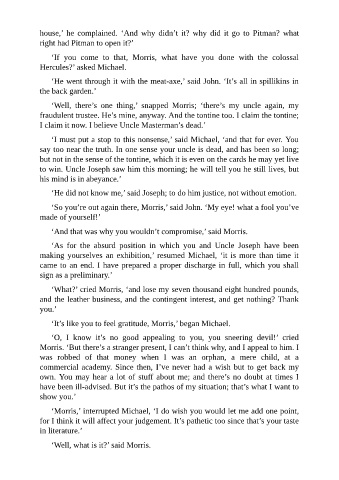 house,’ he complained. ‘And why didn’t it? why did it go to Pitman? what
right had Pitman to open it?’
‘If you come to that, Morris, what have you done with the colossal
Hercules?’ asked Michael.
‘He went through it with the meat-axe,’ said John. ‘It’s all in spillikins in
the back garden.’
‘Well, there’s one thing,’ snapped Morris; ‘there’s my uncle again, my
fraudulent trustee. He’s mine, anyway. And the tontine too. I claim the tontine;
I claim it now. I believe Uncle Masterman’s dead.’
‘I must put a stop to this nonsense,’ said Michael, ‘and that for ever. You
say too near the truth. In one sense your uncle is dead, and has been so long;
but not in the sense of the tontine, which it is even on the cards he may yet live
to win. Uncle Joseph saw him this morning; he will tell you he still lives, but
his mind is in abeyance.’
‘He did not know me,’ said Joseph; to do him justice, not without emotion.
‘So you’re out again there, Morris,’ said John. ‘My eye! what a fool you’ve
made of yourself!’
‘And that was why you wouldn’t compromise,’ said Morris.
‘As for the absurd position in which you and Uncle Joseph have been
making yourselves an exhibition,’ resumed Michael, ‘it is more than time it
came to an end. I have prepared a proper discharge in full, which you shall
sign as a preliminary.’
‘What?’ cried Morris, ‘and lose my seven thousand eight hundred pounds,
and the leather business, and the contingent interest, and get nothing? Thank
you.’
‘It’s like you to feel gratitude, Morris,’ began Michael.
‘O, I know it’s no good appealing to you, you sneering devil!’ cried
Morris. ‘But there’s a stranger present, I can’t think why, and I appeal to him. I
was robbed of that money when I was an orphan, a mere child, at a
commercial academy. Since then, I’ve never had a wish but to get back my
own. You may hear a lot of stuff about me; and there’s no doubt at times I
have been ill-advised. But it’s the pathos of my situation; that’s what I want to
show you.’
‘Morris,’ interrupted Michael, ‘I do wish you would let me add one point,
for I think it will affect your judgement. It’s pathetic too since that’s your taste
in literature.’
‘Well, what is it?’ said Morris.